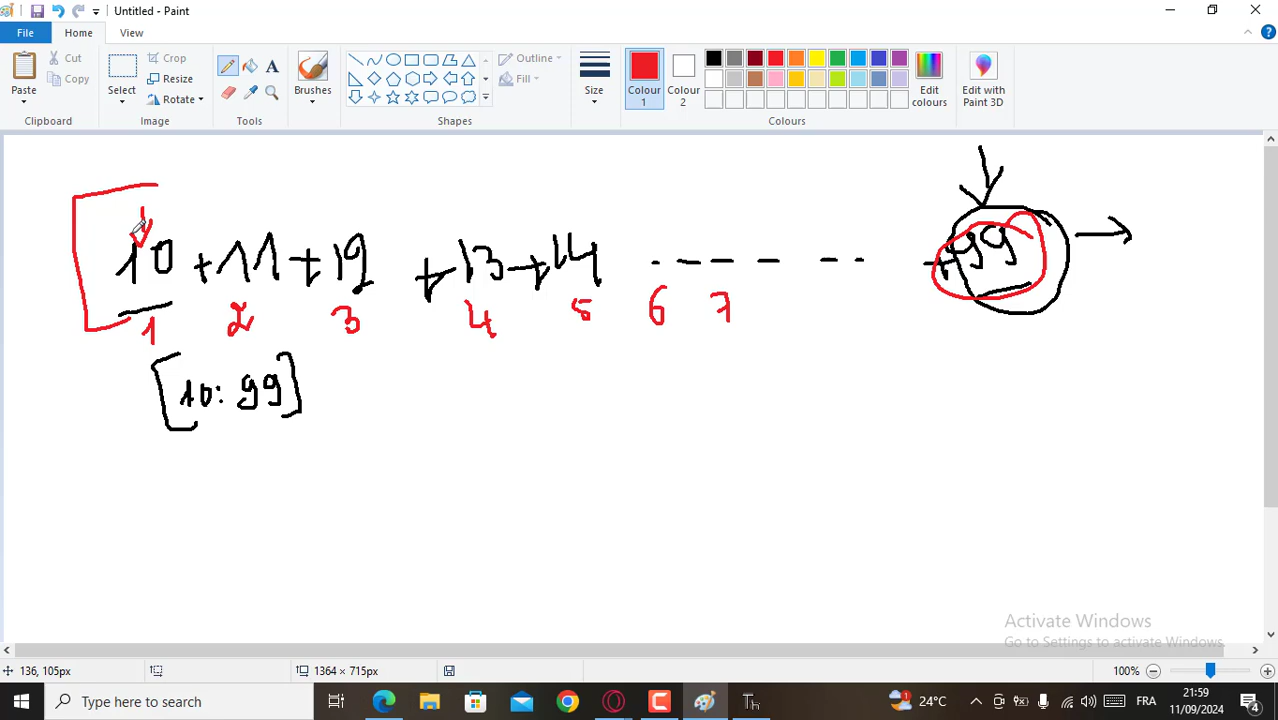 Untitled - Paint
File Home View
Cut
Copy
Paste
Clipboard
Select
Crop
Resize
Rotate
Image
Tools
Brushes
Outline
Fill
Shapes
Size
Colour 1
Colour 2
Edit colours
Edit with Paint 3D
Colours
10 + 11 + 12 + 13 + 14 . - - - - - - + 99
1 2 3 4 5 6 7
[10: 99]
Activate Windows
Go to Settings to activate Windows.
136, 105px
1364 × 715px
100%
Type here to search
1
24°C
FRA
21:59
11/09/2024
4